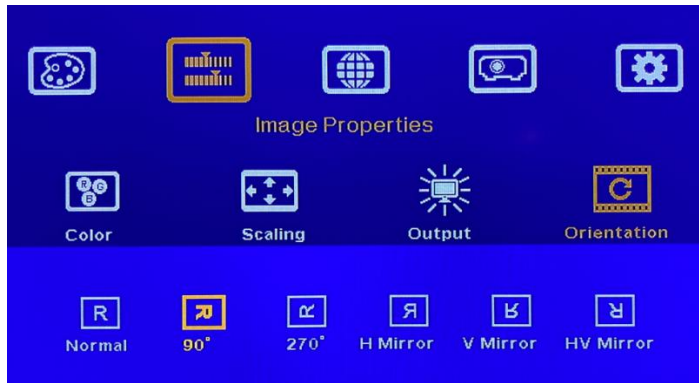 Image Properties
R G B
Color Scaling Output Orientation
R R R R R R
Normal 90° 270° H Mirror V Mirror HV Mirror